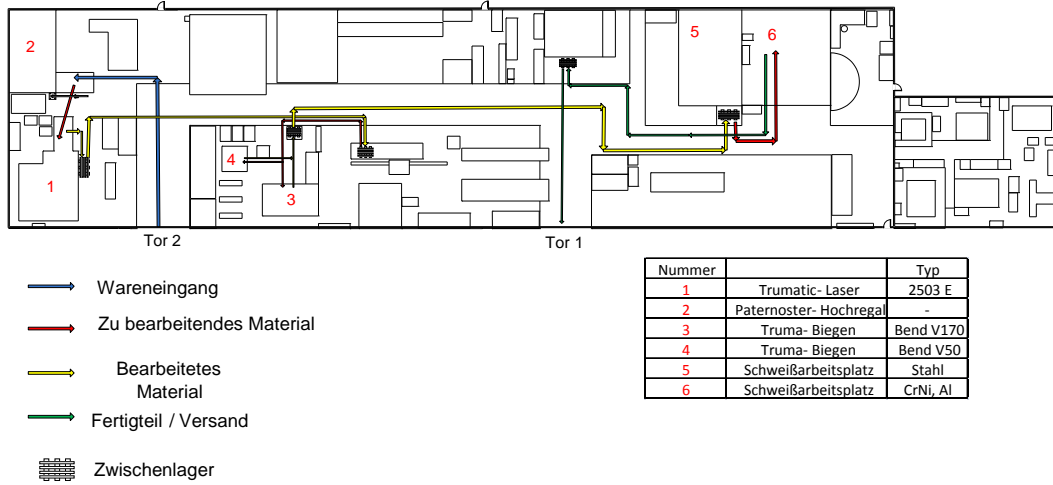 2
5
6
1
4
3
Tor 2
Tor 1
Wareneingang
Zu bearbeitendes Material
Bearbeitetes
Material
Fertigteil / Versand
Zwischenlager
Nummer Typ
1 Trumatic- Laser 2503 E
2 Paternoster- Hochregal -
3 Truma- Biegen Bend V170
4 Truma- Biegen Bend V50
5 Schweißarbeitsplatz Stahl
6 Schweißarbeitsplatz CrNi, Al